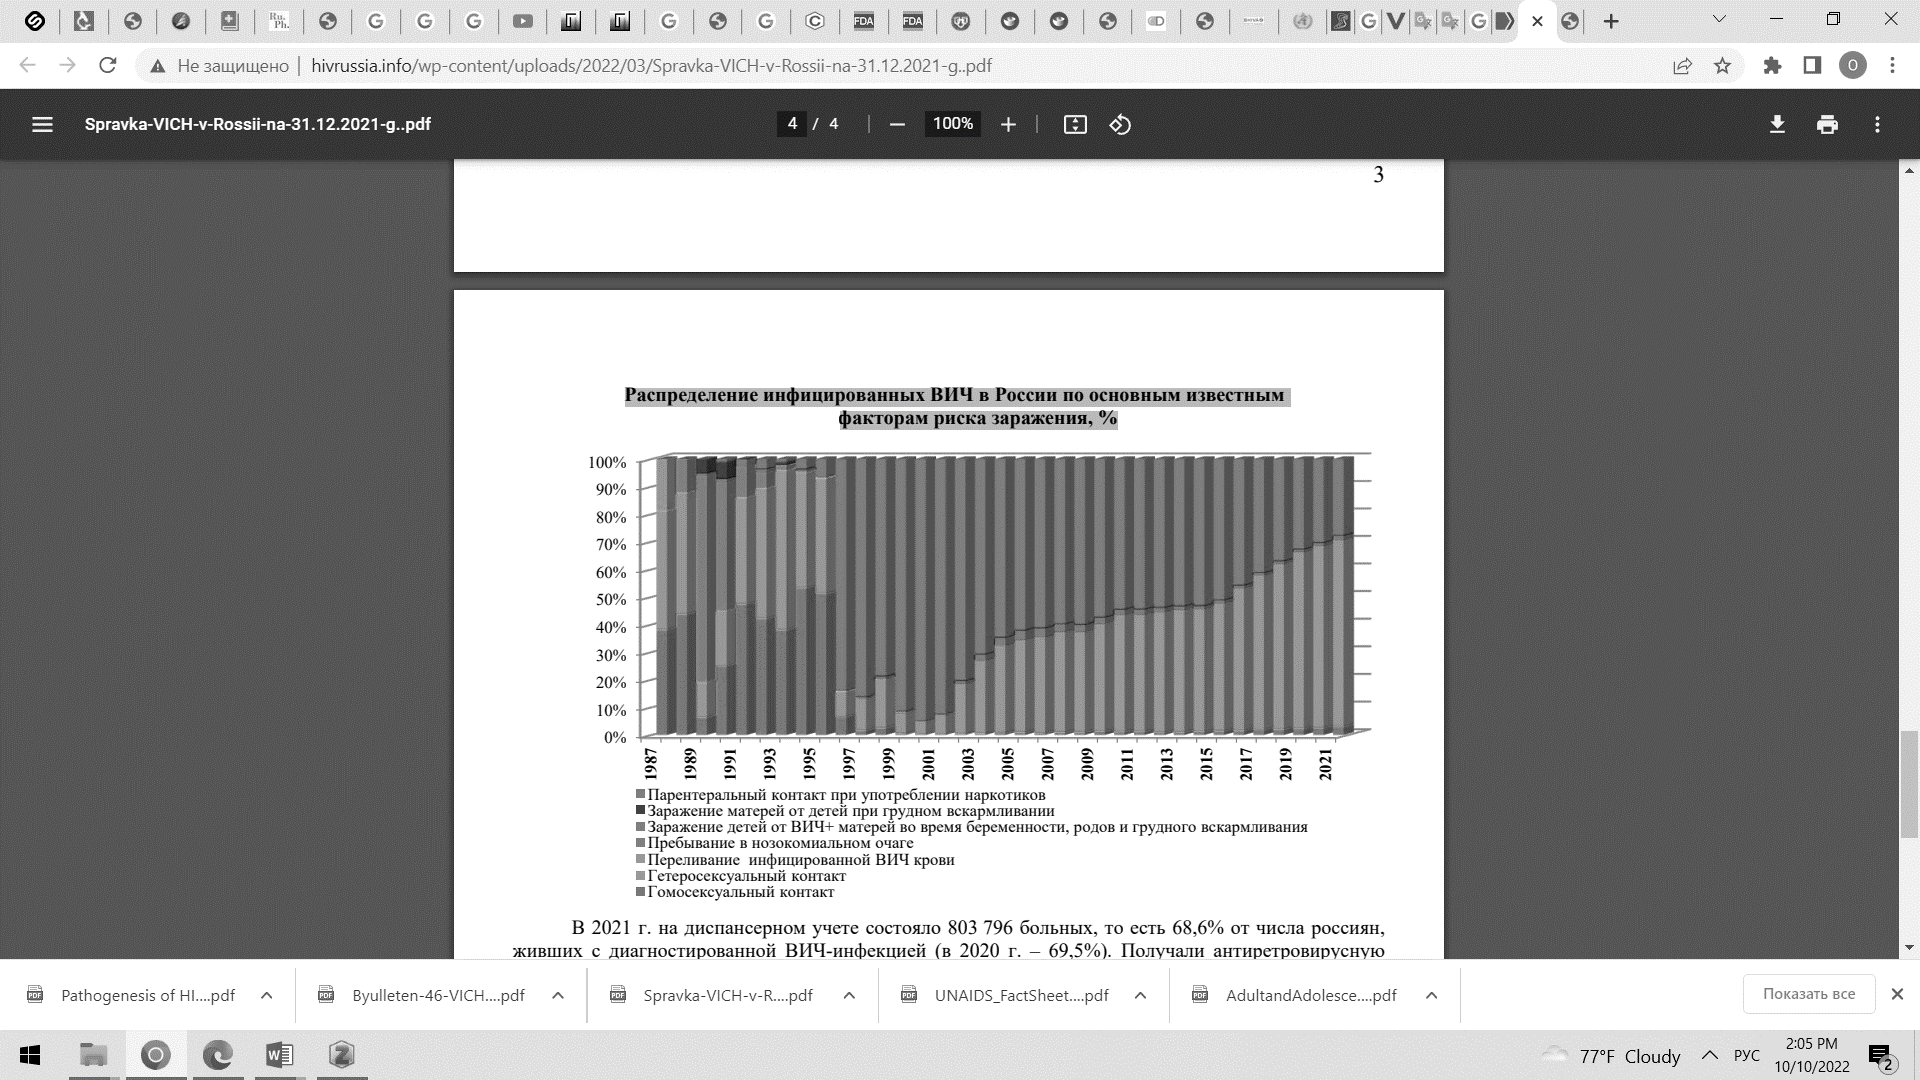 Ru.
Ph.
FDA
FDA
Не защищено
hivrussia.info/wp-content/uploads/2022/03/Spravka-VICH-v-Rossii-na-31.12.2021-g..pdf
O
Spravka-VICH-v-Rossii-na-31.12.2021-g..pdf
4 / 4
100%
3
Распределение инфицированных ВИЧ в России по основным известным
факторам риска заражения, %
100%
90%
80%
70%
60%
50%
40%
30%
20%
10%
0%
1987 1989 1991 1993 1995 1997 1999 2001 2003 2005 2007 2009 2011 2013 2015 2017 2019 2021
Парентеральный контакт при употреблении наркотиков
Заражение матерей от детей при грудном вскармливании
Заражение детей от ВИЧ+ матерей во время беременности, родов и грудного вскармливания
Пребывание в нозокомиальном очаге
Переливание инфицированной ВИЧ крови
Гетеросексуальный контакт
Гомосексуальный контакт
В 2021 г. на диспансерном учете состояло 803 796 больных, то есть 68,6% от числа россиян,
живших с диагностированной ВИЧ-инфекцией (в 2020 г. – 69,5%). Получали антиретровирусную
Pathogenesis of HI....pdf
Byulleten-46-VICH....pdf
Spravka-VICH-v-R....pdf
UNAIDS_FactSheet....pdf
AdultandAdolesce....pdf
Показать все
77°F Cloudy
РУС
2:05 PM
10/10/2022
2